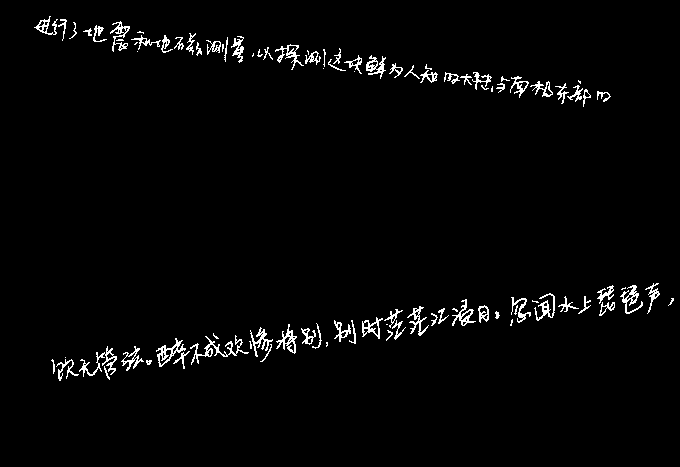 进行了地震和地磁测量,以探测这块鲜为人知的大陆与南极东部的
饮无管弦。醉不成欢惨将别,别时茫茫江浸月。忽闻水上琵琶声,